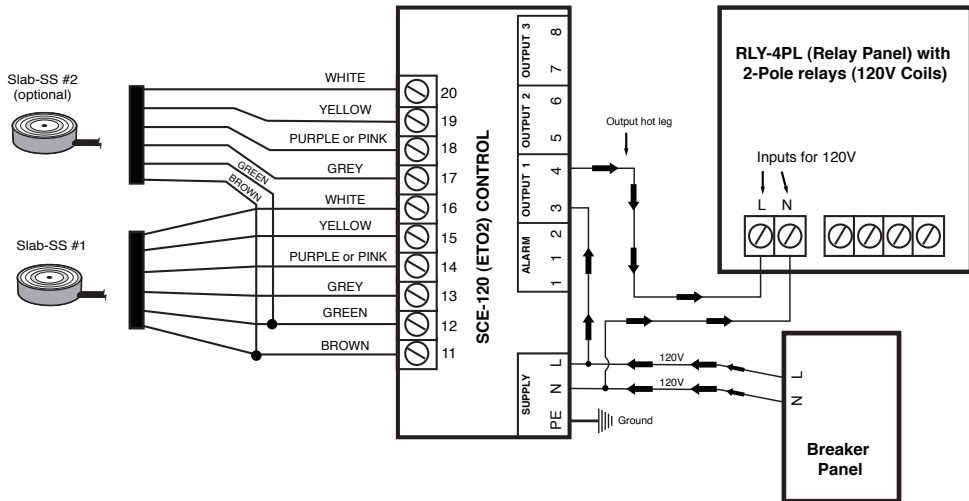 Slab-SS #2
(optional)
WHITE
YELLOW
PURPLE or PINK
GREY
GREEN
BROWN
Slab-SS #1
WHITE
YELLOW
PURPLE or PINK
GREY
GREEN
BROWN
20
19
18
17
16
15
14
13
12
11
SCE-120 (ETO2) CONTROL
OUTPUT 3
8
7
OUTPUT 2
6
5
OUTPUT 1
4
3
ALARM
2
1
1
SUPPLY
L
N
PE
Ground
Output hot leg
120V
120V
RLY-4PL (Relay Panel) with
2-Pole relays (120V Coils)
Inputs for 120V
L N
L
N
Breaker
Panel